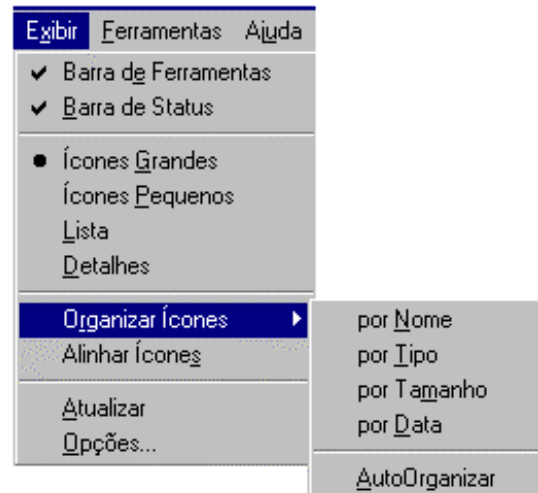 Exibir Ferramentas Ajuda
Barra de Ferramentas
Barra de Status
Ícones Grandes
Ícones Pequenos
Lista
Detalhes
Organizar Ícones
Alinhar Ícones
Atualizar
Opções...
por Nome
por Tipo
por Tamanho
por Data
AutoOrganizar